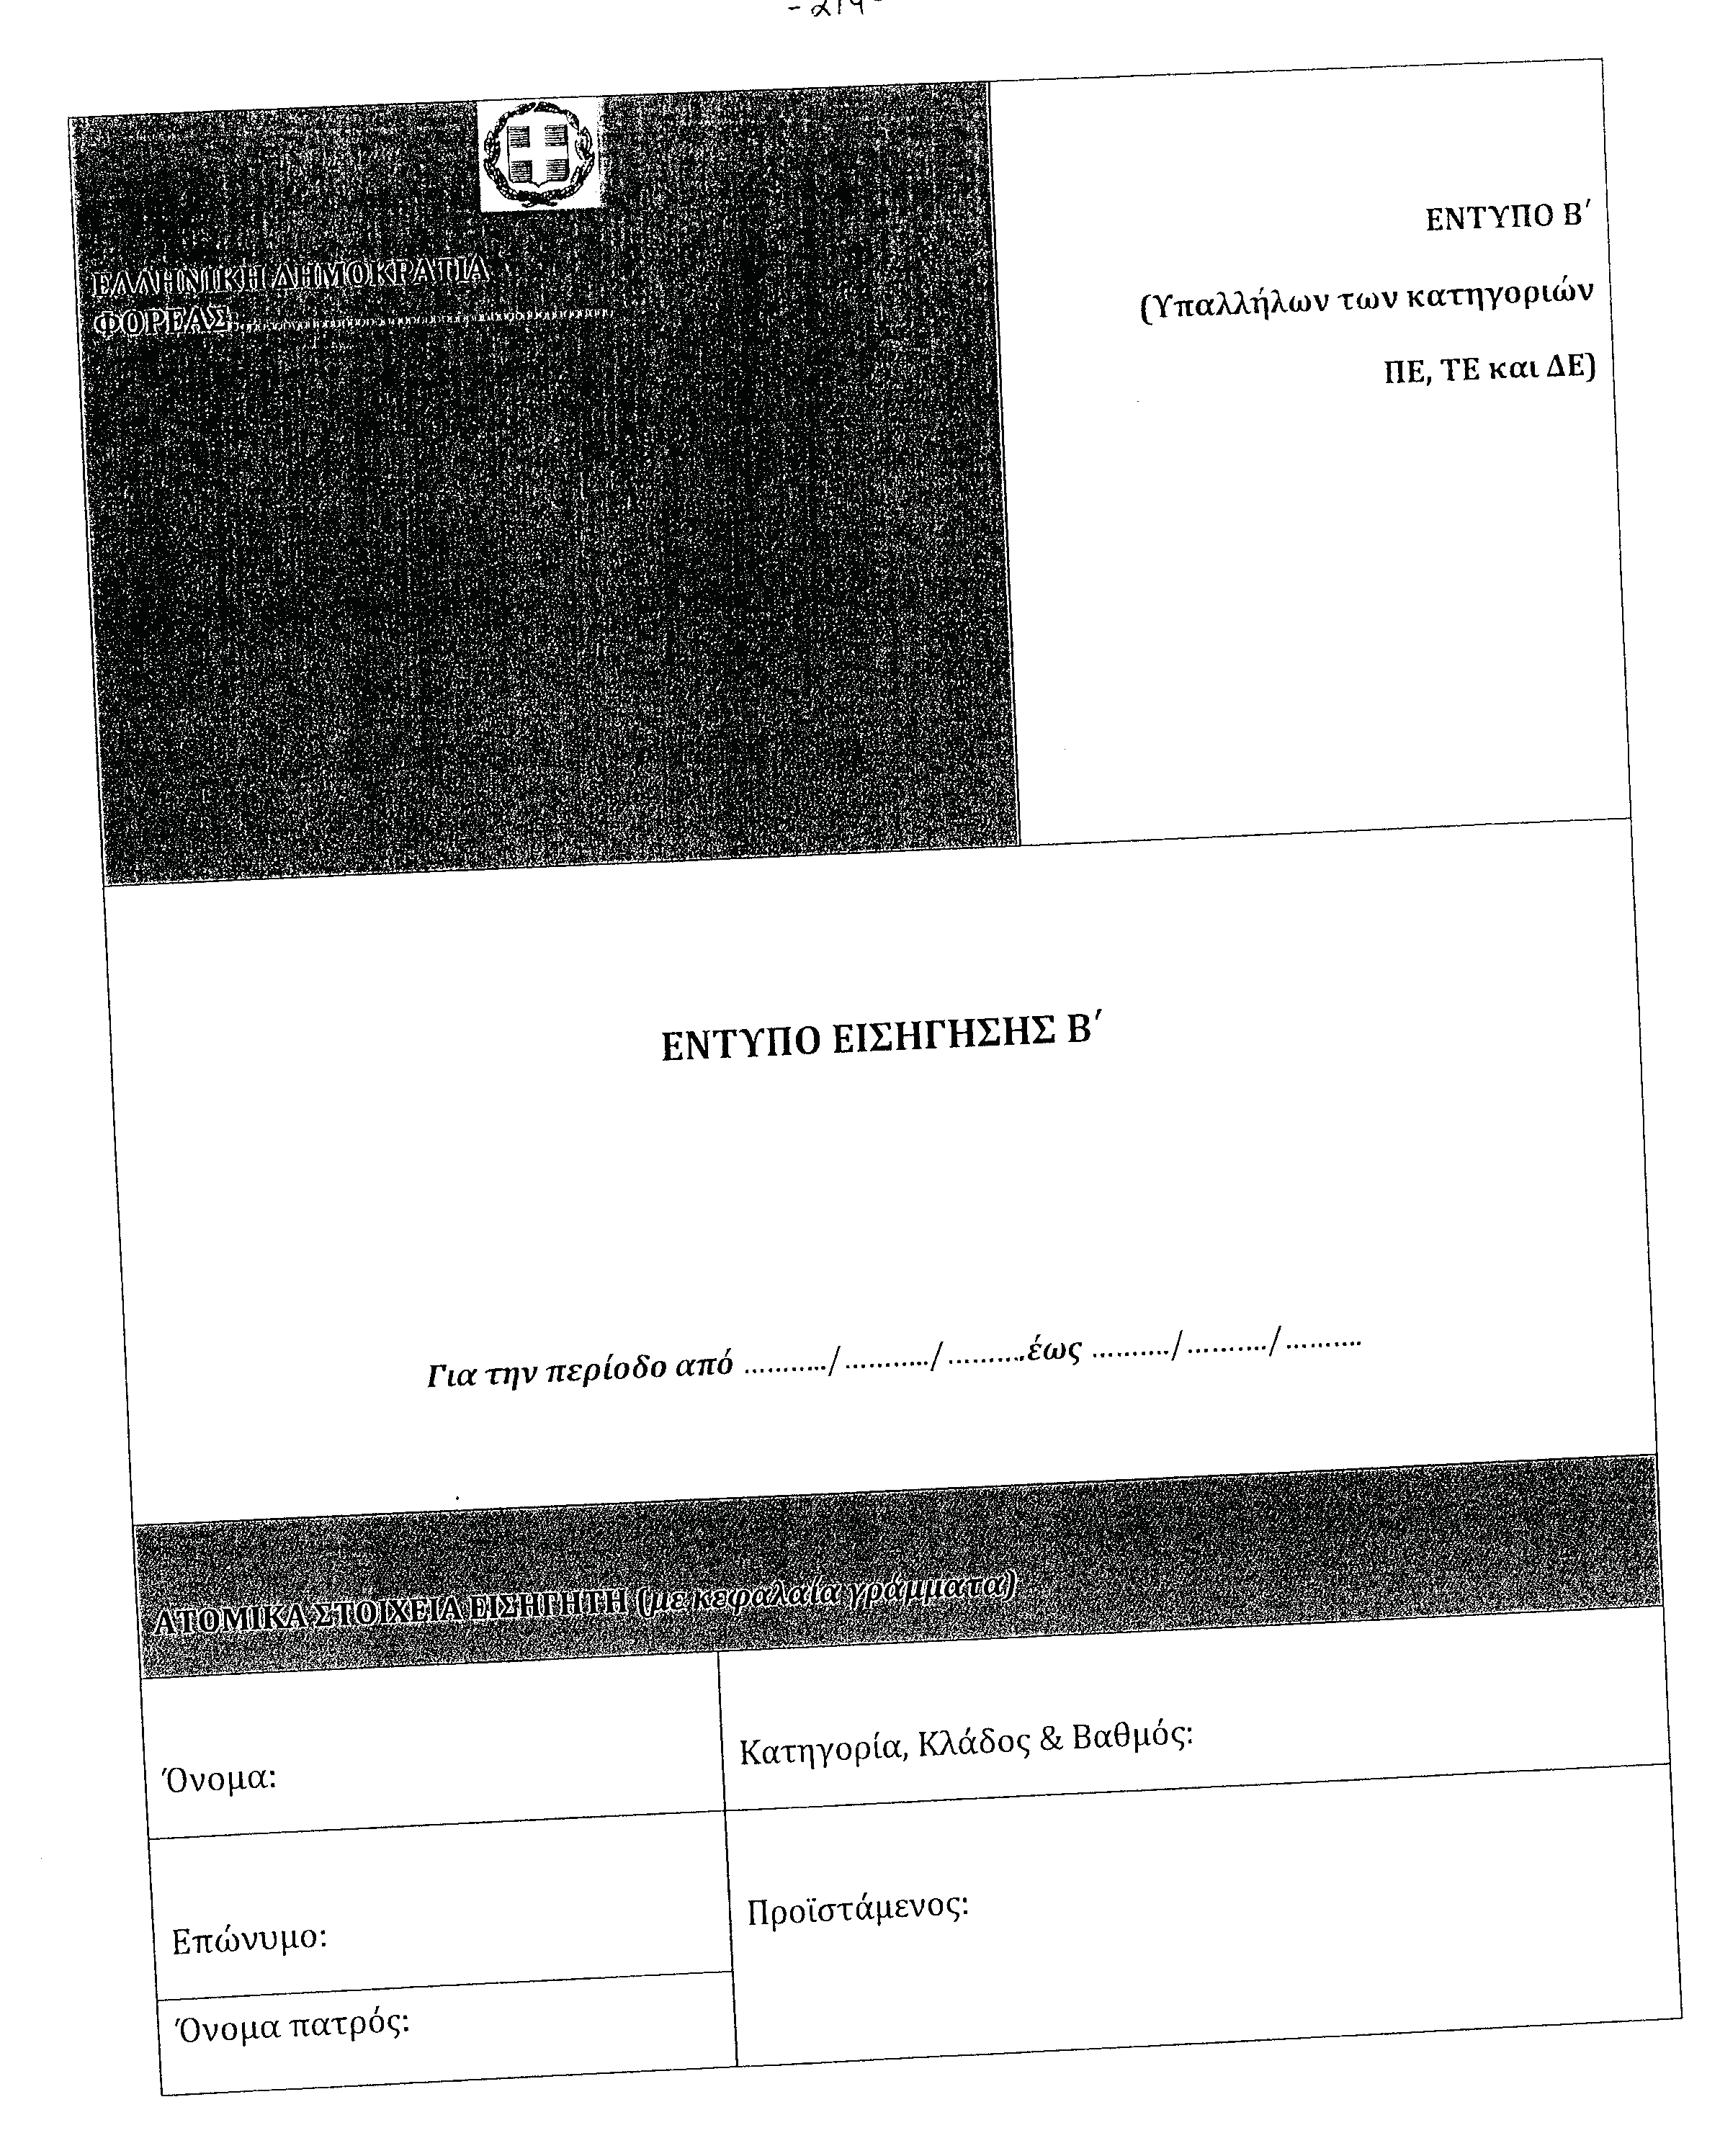 ΕΛΛΗΝΙΚΗ ΔΗΜΟΚΡΑΤΙΑ
ΦΟΡΕΑΣ:..............................................................
ΕΝΤΥΠΟ Β΄
(Υπαλλήλων των κατηγοριών
ΠΕ, ΤΕ και ΔΕ)
ΕΝΤΥΠΟ ΕΙΣΗΓΗΣΗΣ Β΄
Για την περίοδο από .........../.........../..........έως ........../........../..........
ΑΤΟΜΙΚΑ ΣΤΟΙΧΕΙΑ ΕΙΣΗΓΗΤΗ (με κεφαλαία γράμματα)
Όνομα:
Κατηγορία, Κλάδος & Βαθμός:
Επώνυμο:
Προϊστάμενος:
Όνομα πατρός: